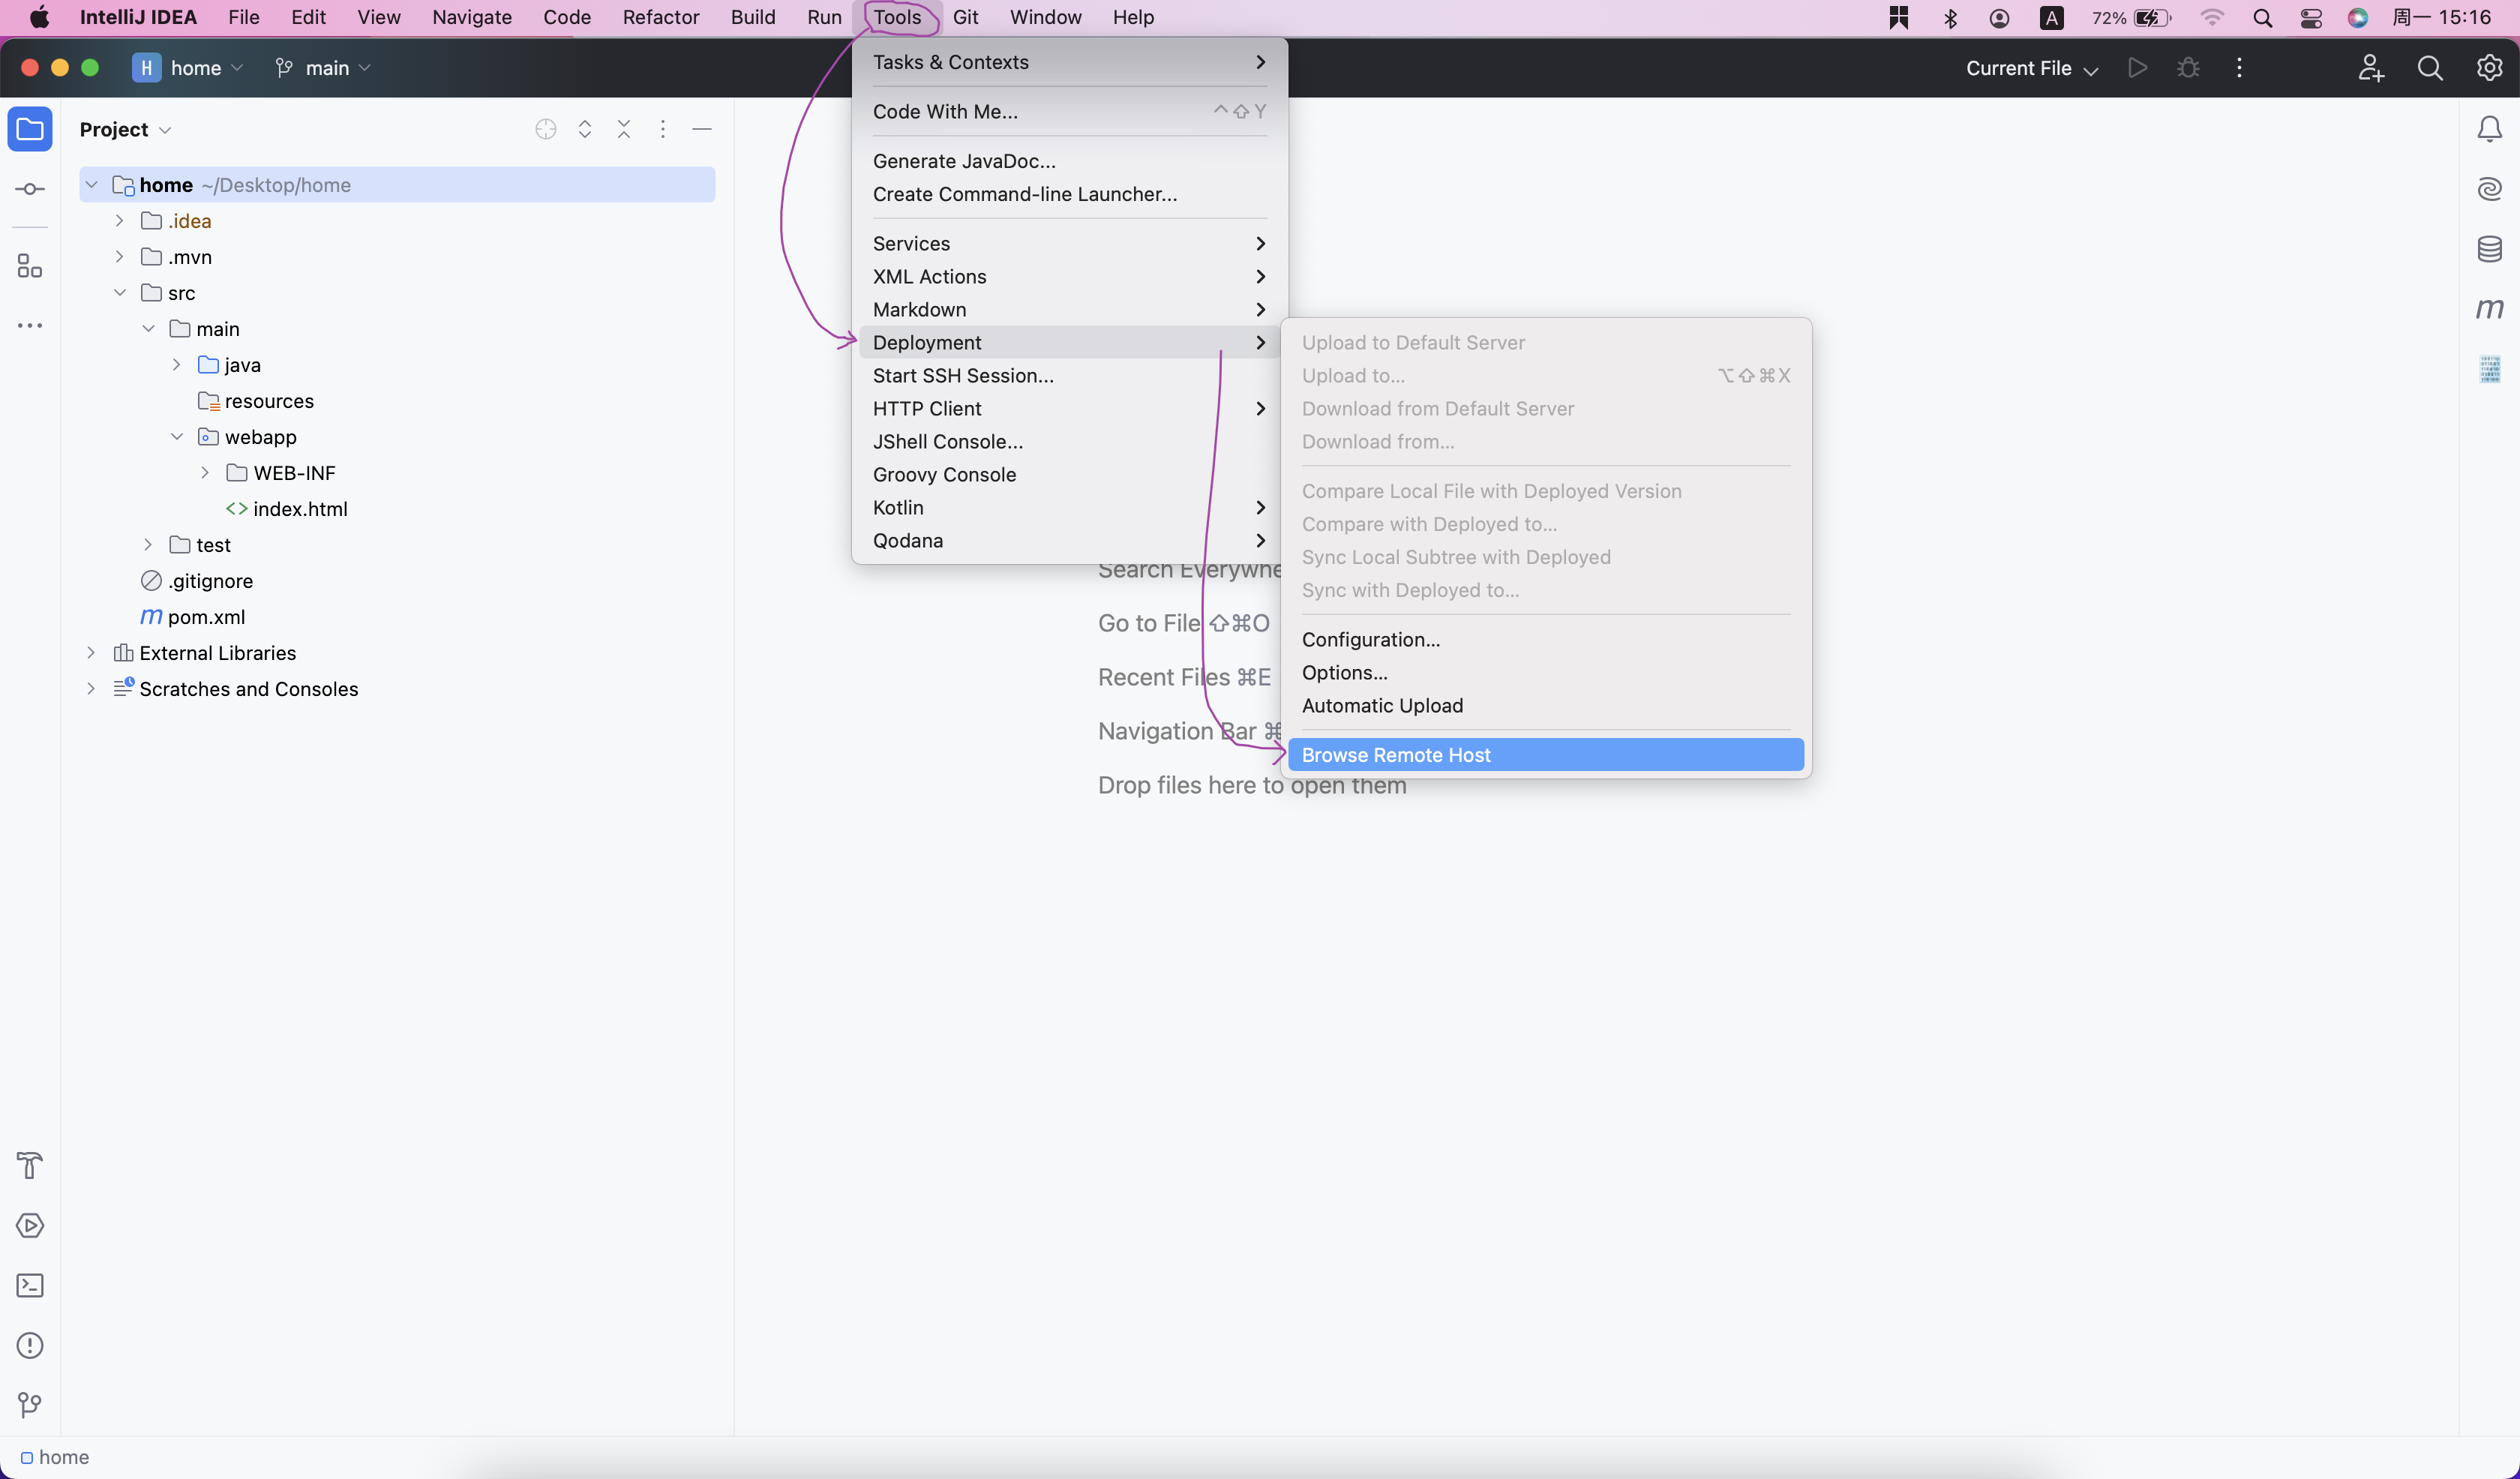 IntelliJ IDEA File Edit View Navigate Code Refactor Build Run Tools Git Window Help A 72% 周一 15:16
H home main Current File
Project
home ~/Desktop/home
.idea
.mvn
src
main
java
resources
webapp
WEB-INF
index.html
test
.gitignore
m pom.xml
External Libraries
Scratches and Consoles
Tasks & Contexts
Code With Me... ⌃⇧Y
Generate JavaDoc...
Create Command-line Launcher...
Services
XML Actions
Markdown
Deployment
Start SSH Session...
HTTP Client
JShell Console...
Groovy Console
Kotlin
Qodana
Upload to Default Server
Upload to... ⌥⇧⌘X
Download from Default Server
Download from...
Compare Local File with Deployed Version
Compare with Deployed to...
Sync Local Subtree with Deployed
Sync with Deployed to...
Configuration...
Options...
Automatic Upload
Browse Remote Host
Search Everywhe
Go to File ⇧⌘O
Recent Files ⌘E
Navigation Bar ⌘
Drop files here to open them
m
home